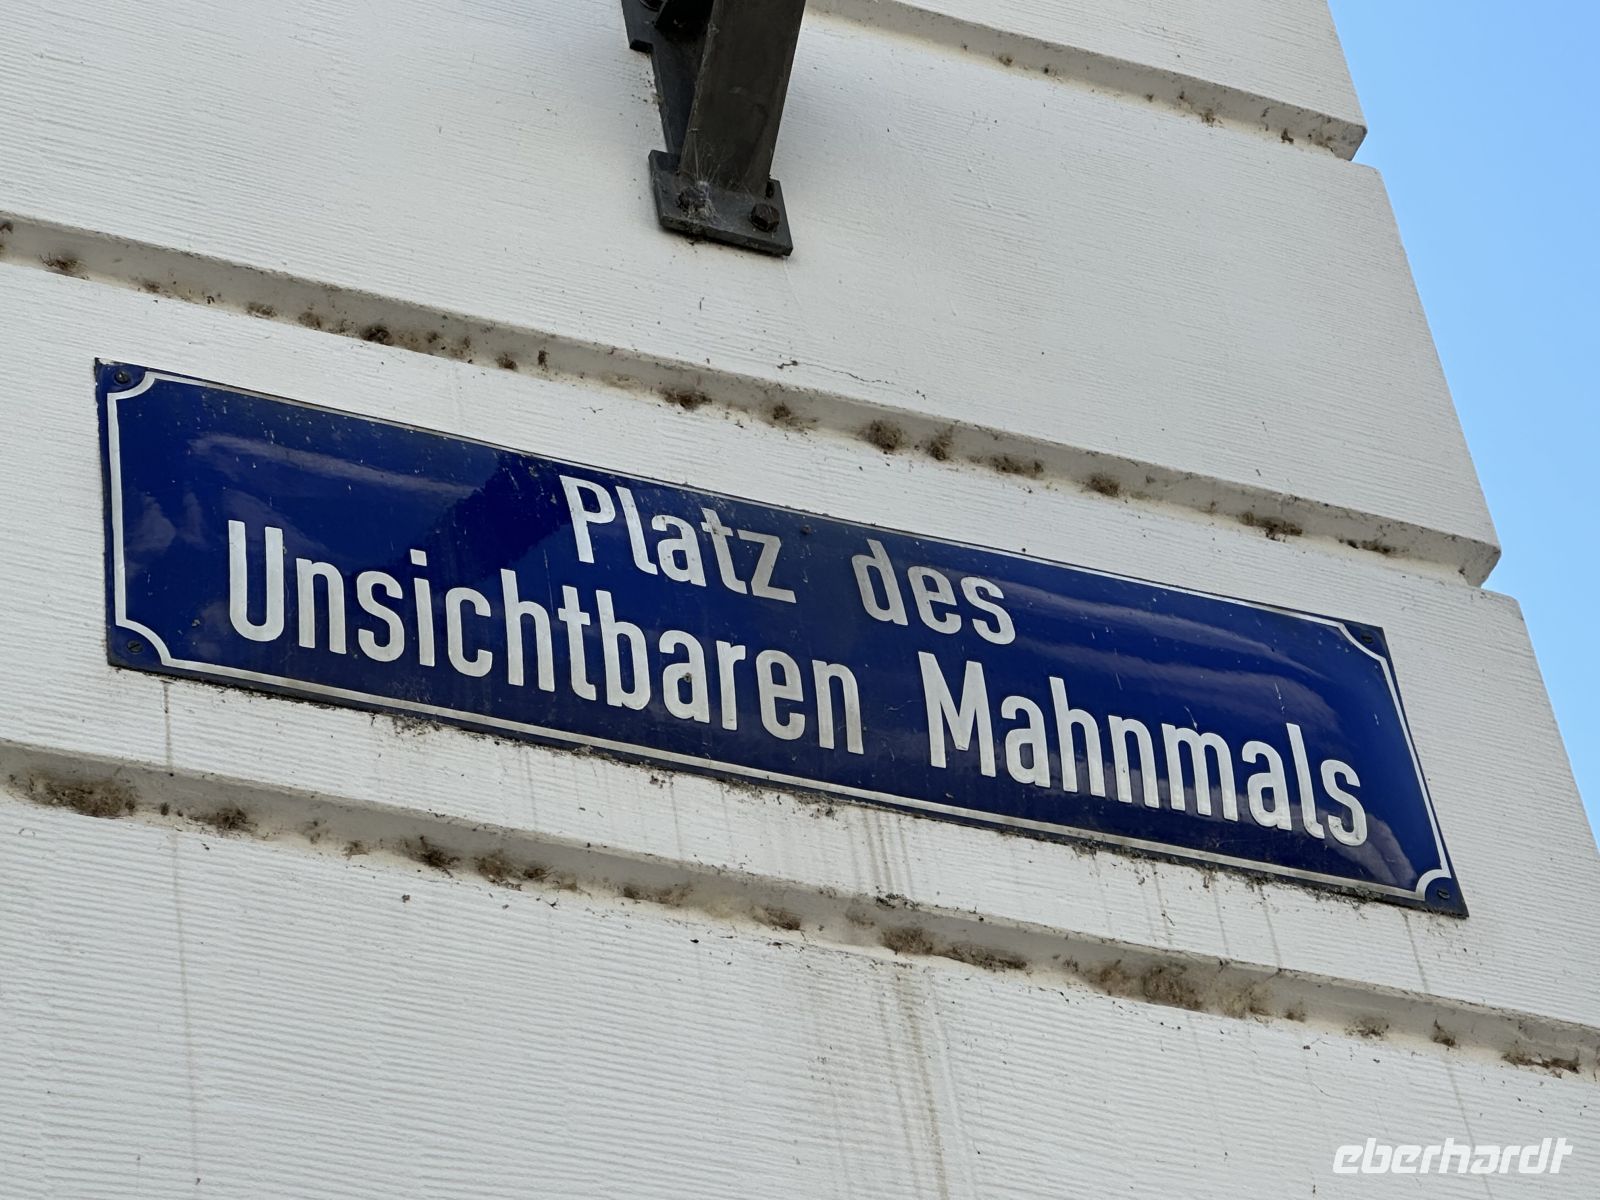 Platz des
Unsichtbaren Mahnmals
eberhardt